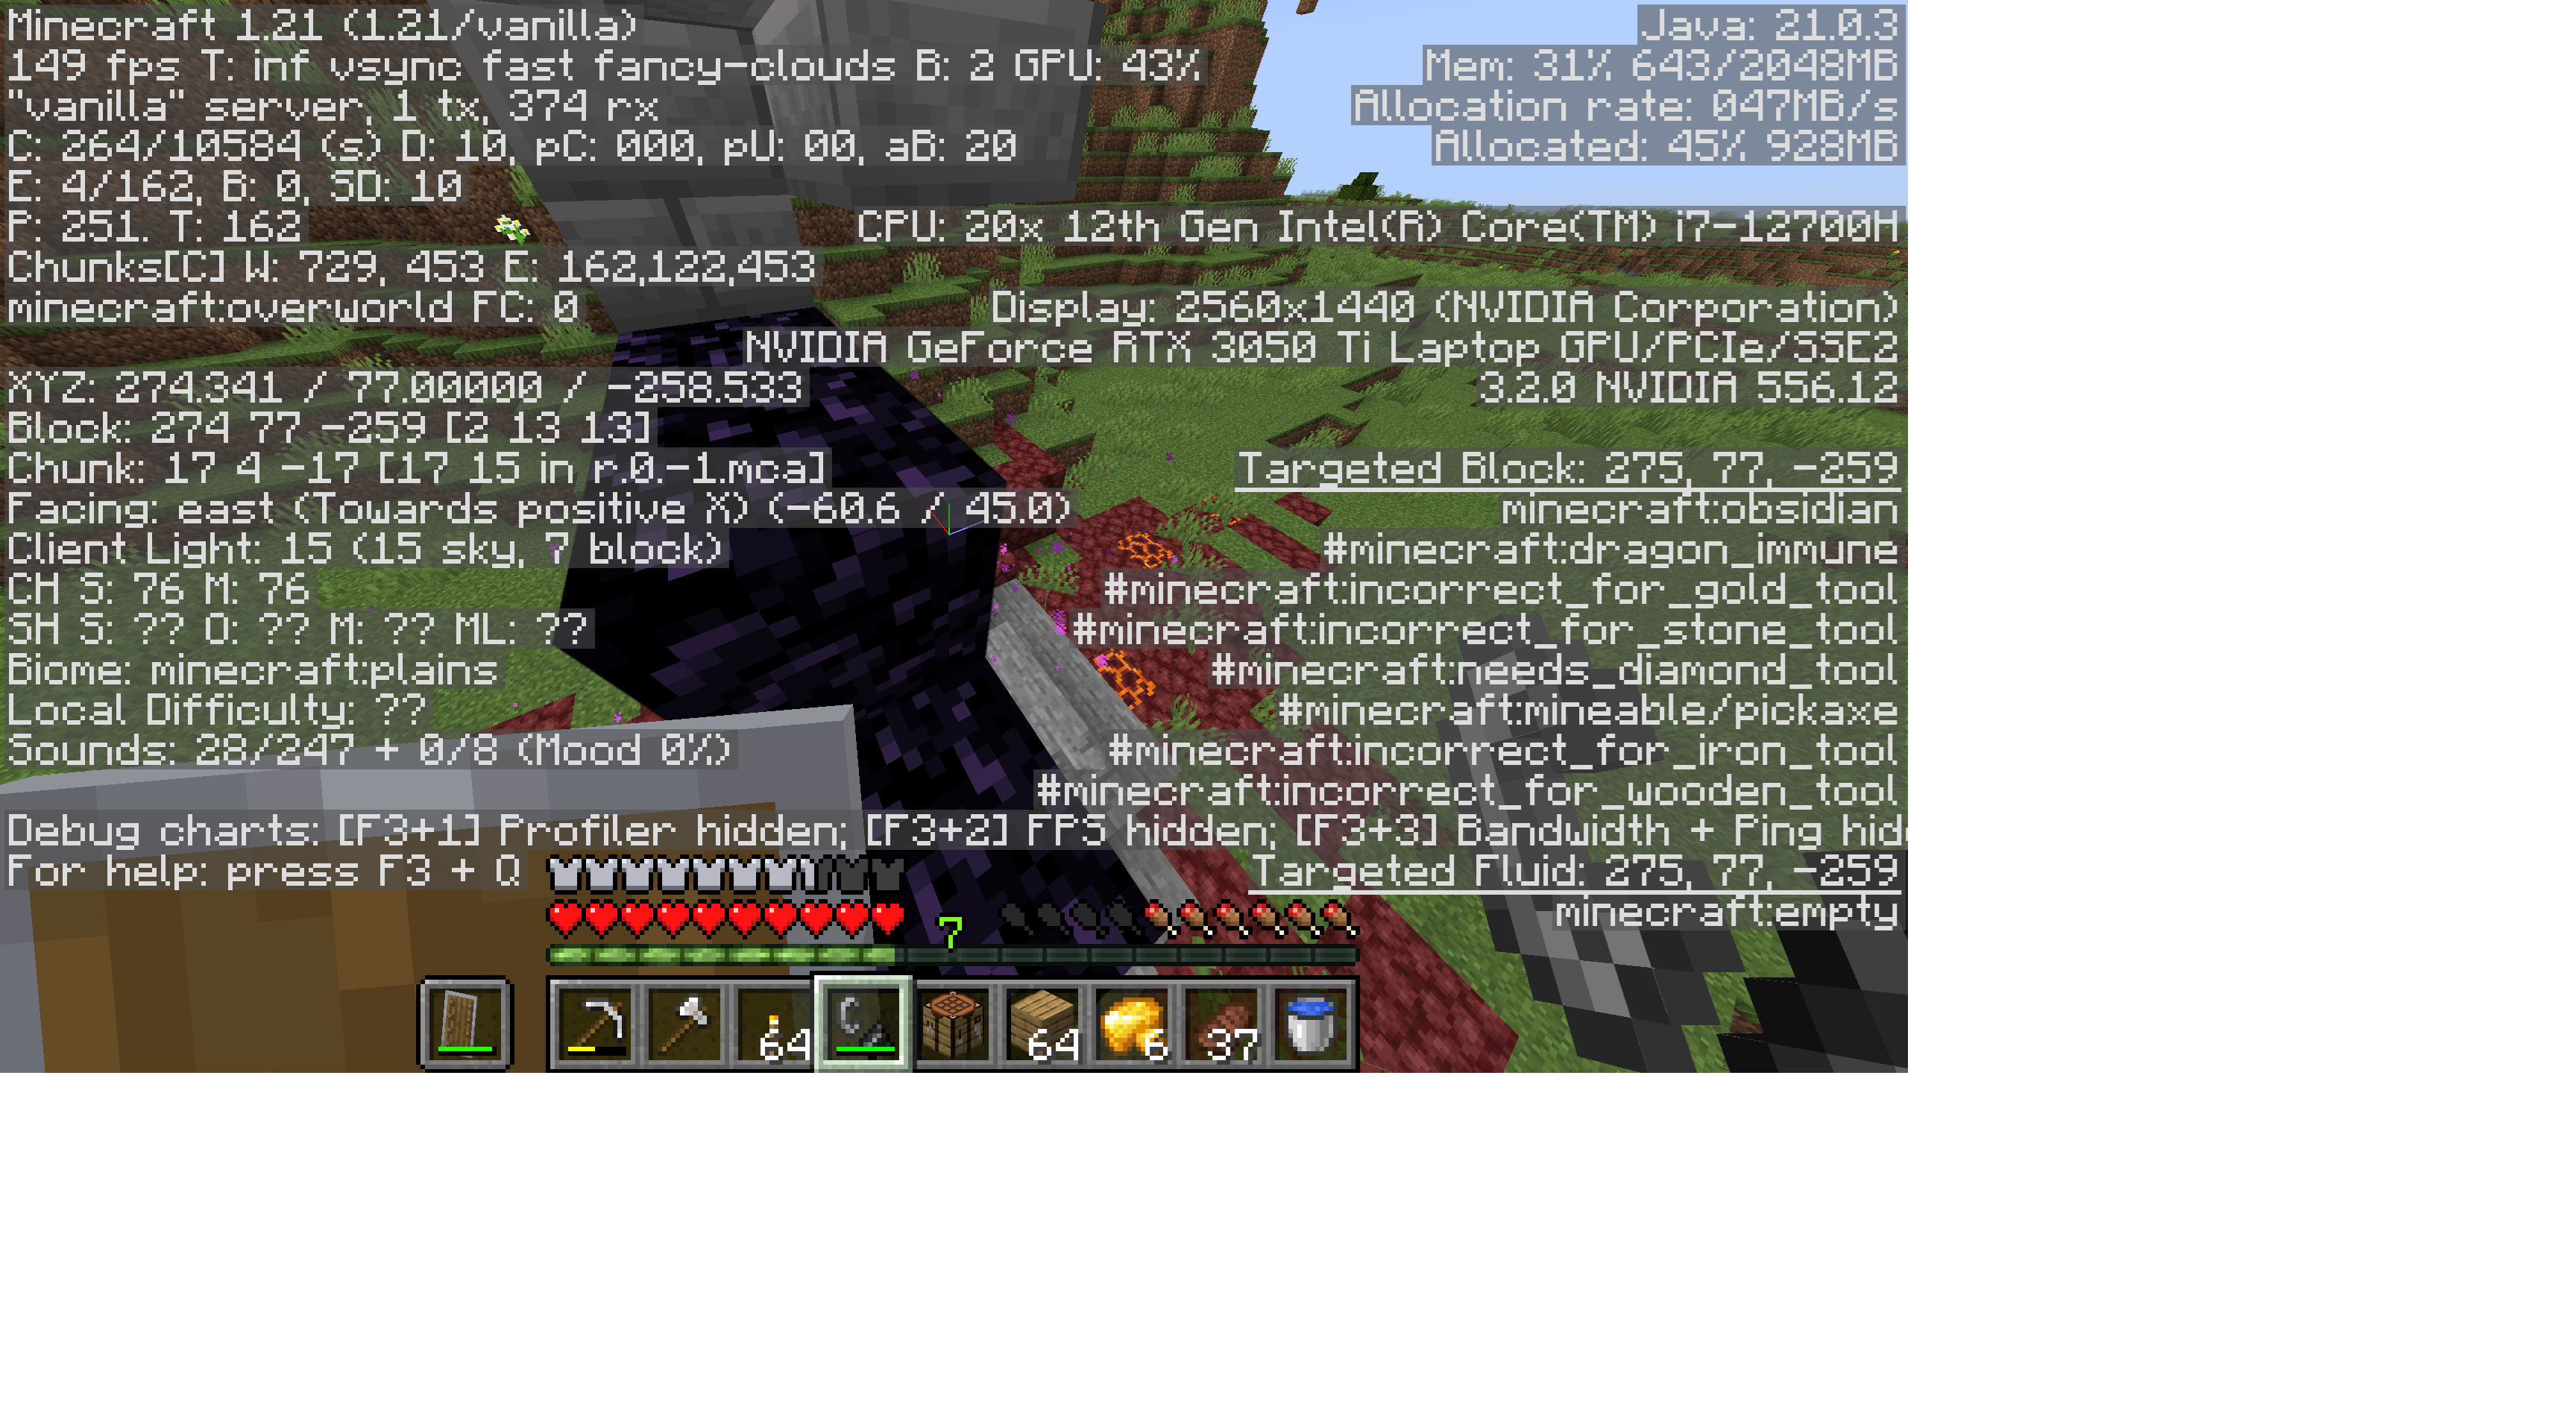 Minecraft 1.21 (1.21/vanilla)
149 fps T: inf vsync fast fancy-clouds B: 2 GPU: 43%
"vanilla" server, 1 tx, 374 rx
C: 264/10584 (s) D: 10, pC: 000, pU: 00, aB: 20
E: 4/162, B: 0, SD: 10
P: 251. T: 162
Chunks[C] W: 729, 453 E: 162,122,453
minecraft:overworld FC: 0
XYZ: 274.341 / 77.00000 / -258.533
Block: 274 77 -259 [2 13 13]
Chunk: 17 4 -17 [17 15 in r.0.-1.mca]
Facing: east (Towards positive X) (-60.6 / 45.0)
Client Light: 15 (15 sky, 7 block)
CH S: 76 M: 76
SH S: ?? O: ?? M: ?? ML: ??
Biome: minecraft:plains
Local Difficulty: ??
Sounds: 28/247 + 0/8 (Mood 0%)
Debug charts: [F3+1] Profiler hidden; [F3+2] FPS hidden; [F3+3] Bandwidth + Ping hid
For help: press F3 + Q
Java: 21.0.3
Mem: 31% 643/2048MB
Allocation rate: 047MB/s
Allocated: 45% 928MB
CPU: 20x 12th Gen Intel(R) Core(TM) i7-12700H
Display: 2560x1440 (NVIDIA Corporation)
NVIDIA GeForce RTX 3050 Ti Laptop GPU/PCIe/SSE2
3.2.0 NVIDIA 556.12
Targeted Block: 275, 77, -259
minecraft:obsidian
#minecraft:dragon_immune
#minecraft:incorrect_for_gold_tool
#minecraft:incorrect_for_stone_tool
#minecraft:needs_diamond_tool
#minecraft:mineable/pickaxe
#minecraft:incorrect_for_iron_tool
#minecraft:incorrect_for_wooden_tool
Targeted Fluid: 275, 77, -259
minecraft:empty
7
64
64
6
37